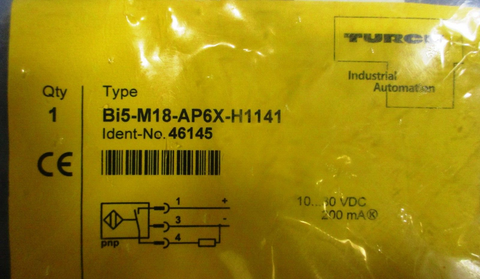 TURCK
Industrial
Automation
Qty Type
1 Bi5-M18-AP6X-H1141
Ident-No. 46145
CE
1 +
3 -
4
pnp
10...30 VDC
200 mA®